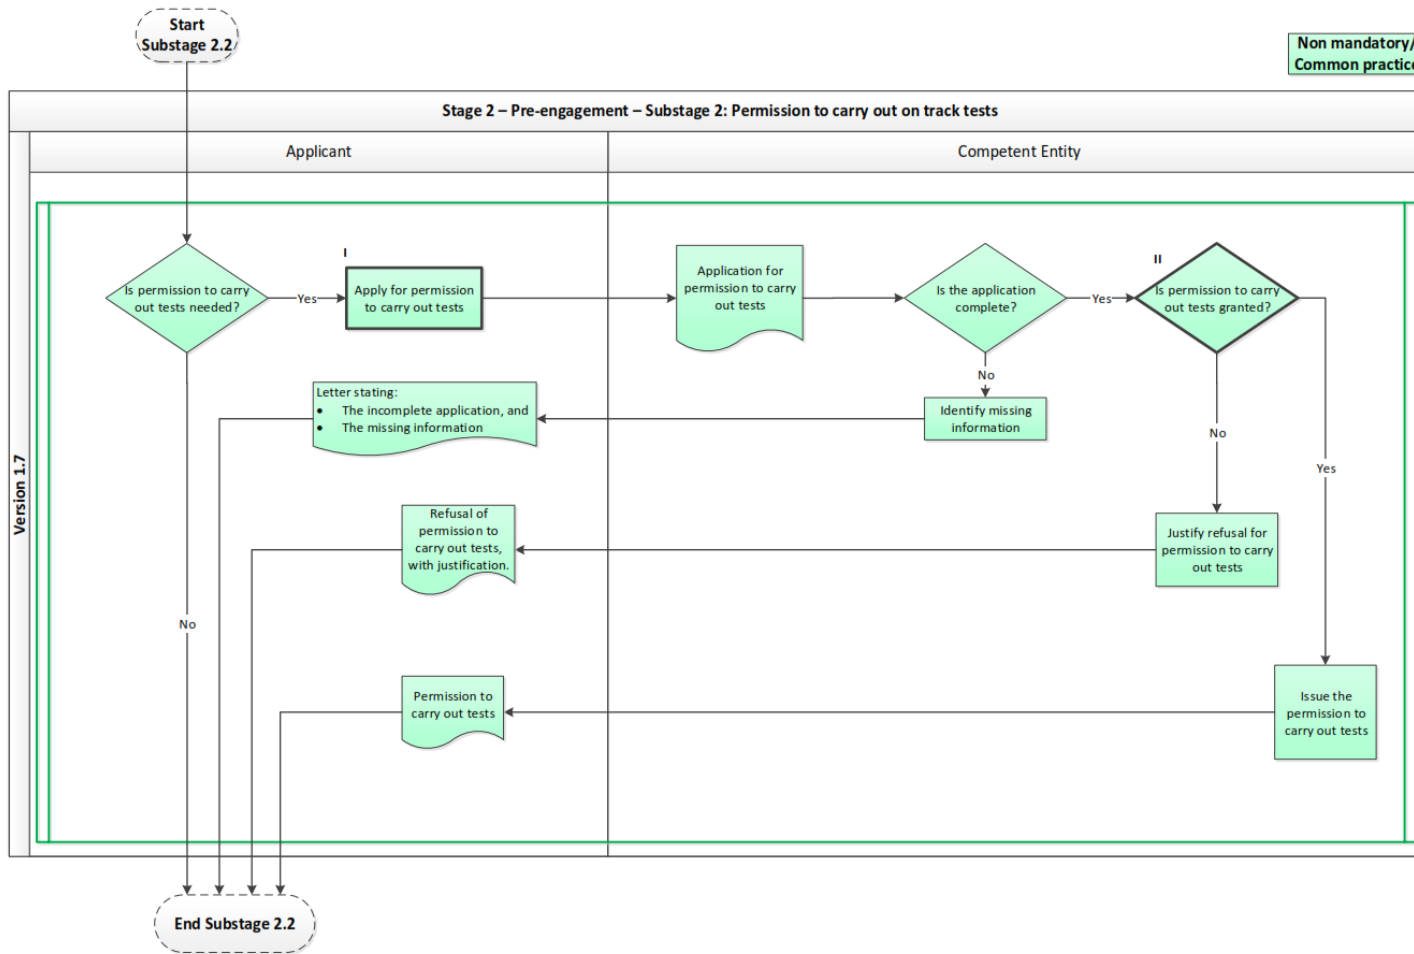 Start
Substage 2.2
Non mandatory/
Common practice
Stage 2 – Pre-engagement – Substage 2: Permission to carry out on track tests
Applicant
Competent Entity
Version 1.7
Is permission to carry
out tests needed?
Yes
I
Apply for permission
to carry out tests
Application for
permission to carry
out tests
Is the application
complete?
Yes
II
Is permission to carry
out tests granted?
No
Identify missing
information
Letter stating:
• The incomplete application, and
• The missing information
No
Yes
Justify refusal for
permission to carry
out tests
Refusal of
permission to
carry out tests,
with justification.
No
Issue the
permission to
carry out tests
Permission to
carry out tests
End Substage 2.2